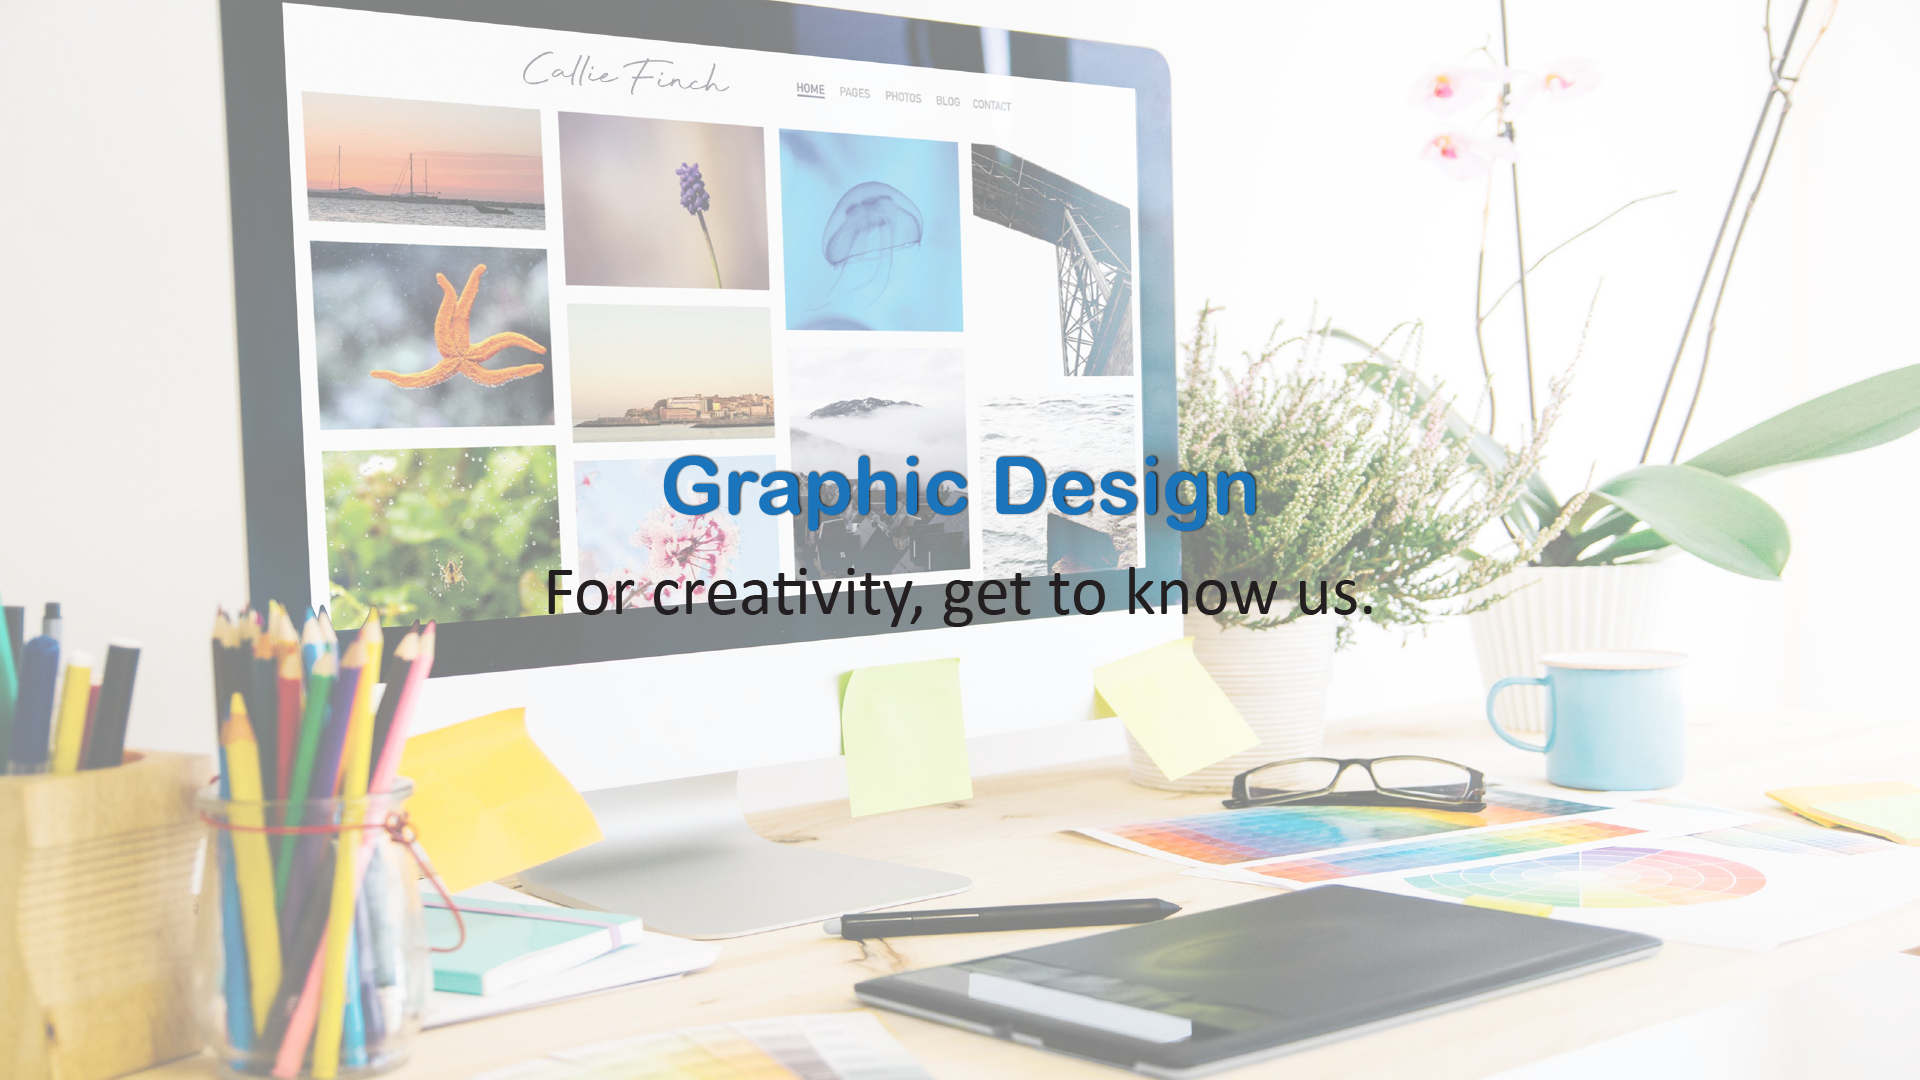 Callie Finch
HOME PAGES PHOTOS BLOG CONTACT
Graphic Design
For creativity, get to know us.